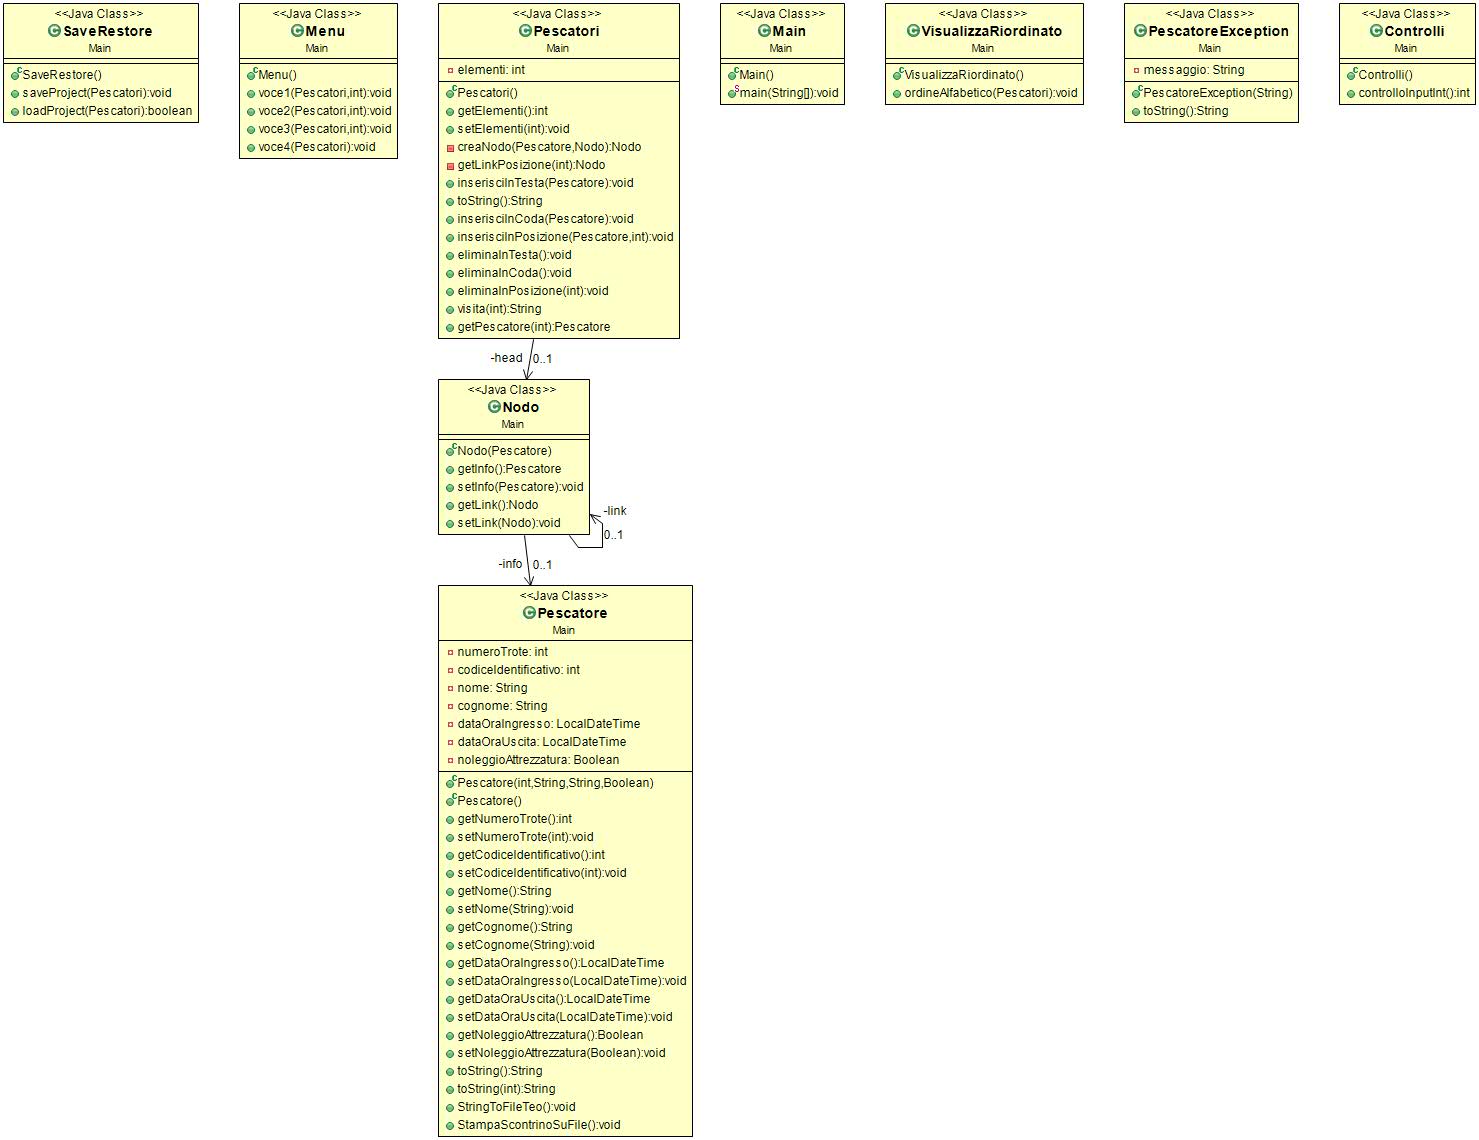 <<Java Class>>
SaveRestore
Main
SaveRestore()
saveProject(Pescatori):void
loadProject(Pescatori):boolean
<<Java Class>>
Menu
Main
Menu()
voce1(Pescatori,int):void
voce2(Pescatori,int):void
voce3(Pescatori,int):void
voce4(Pescatori):void
<<Java Class>>
Pescatori
Main
elementi: int
Pescatori()
getElementi():int
setElementi(int):void
creaNodo(Pescatore,Nodo):Nodo
getLinkPosizione(int):Nodo
inserisciInTesta(Pescatore):void
toString():String
inserisciInCoda(Pescatore):void
inserisciInPosizione(Pescatore,int):void
eliminaInTesta():void
eliminaInCoda():void
eliminaInPosizione(int):void
visita(int):String
getPescatore(int):Pescatore
<<Java Class>>
Main
Main
Main()
main(String[]):void
<<Java Class>>
VisualizzaRiordinato
Main
VisualizzaRiordinato()
ordineAlfabetico(Pescatori):void
<<Java Class>>
PescatoreException
Main
messaggio: String
PescatoreException(String)
toString():String
<<Java Class>>
Controlli
Main
Controlli()
controlloInputInt():int
-head 0..1
<<Java Class>>
Nodo
Main
Nodo(Pescatore)
getInfo():Pescatore
setInfo(Pescatore):void
getLink():Nodo
setLink(Nodo):void
-link
0..1
-info 0..1
<<Java Class>>
Pescatore
Main
numeroTrote: int
codiceIdentificativo: int
nome: String
cognome: String
dataOraIngresso: LocalDateTime
dataOraUscita: LocalDateTime
noleggioAttrezzatura: Boolean
Pescatore(int,String,String,Boolean)
Pescatore()
getNumeroTrote():int
setNumeroTrote(int):void
getCodiceIdentificativo():int
setCodiceIdentificativo(int):void
getNome():String
setNome(String):void
getCognome():String
setCognome(String):void
getDataOraIngresso():LocalDateTime
setDataOraIngresso(LocalDateTime):void
getDataOraUscita():LocalDateTime
setDataOraUscita(LocalDateTime):void
getNoleggioAttrezzatura():Boolean
setNoleggioAttrezzatura(Boolean):void
toString():String
toString(int):String
StringToFileTeo():void
StampaScontrinoSuFile():void